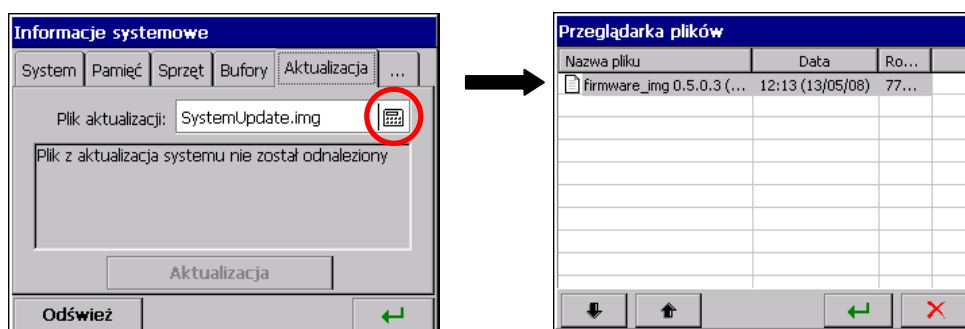 Informacje systemowe
System Pamięć Sprzęt Bufory Aktualizacja ...
Plik aktualizacji: SystemUpdate.img
Plik z aktualizacja systemu nie został odnaleziony
Aktualizacja
Odśwież
Przeglądarka plików
Nazwa pliku Data Ro...
firmware_img 0.5.0.3 (... 12:13 (13/05/08) 77...